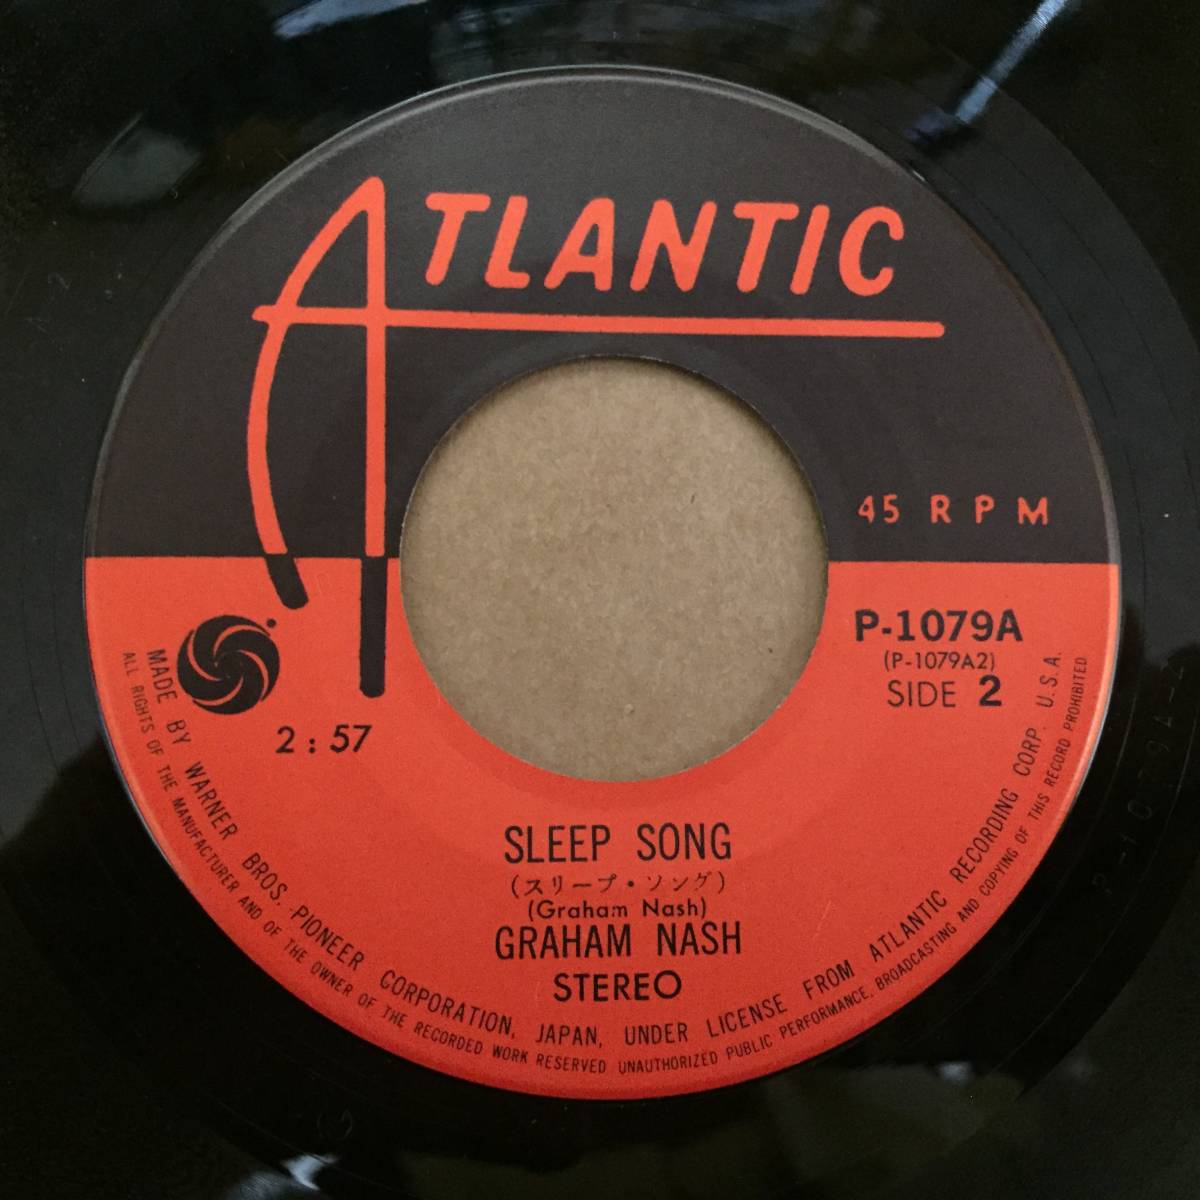 ATLANTIC
45 RPM
P-1079A
(P-1079A2)
SIDE 2
2:57
SLEEP SONG
(スリープ・ソング)
(Graham Nash)
GRAHAM NASH
STEREO
MADE BY WARNER BROS. PIONEER CORPORATION, JAPAN, UNDER LICENSE FROM ATLANTIC RECORDING CORP. U.S.A.
ALL RIGHTS OF THE MANUFACTURER AND OF THE OWNER OF THE RECORDED WORK RESERVED UNAUTHORIZED PUBLIC PERFORMANCE, BROADCASTING AND COPYING OF THIS RECORD PROHIBITED